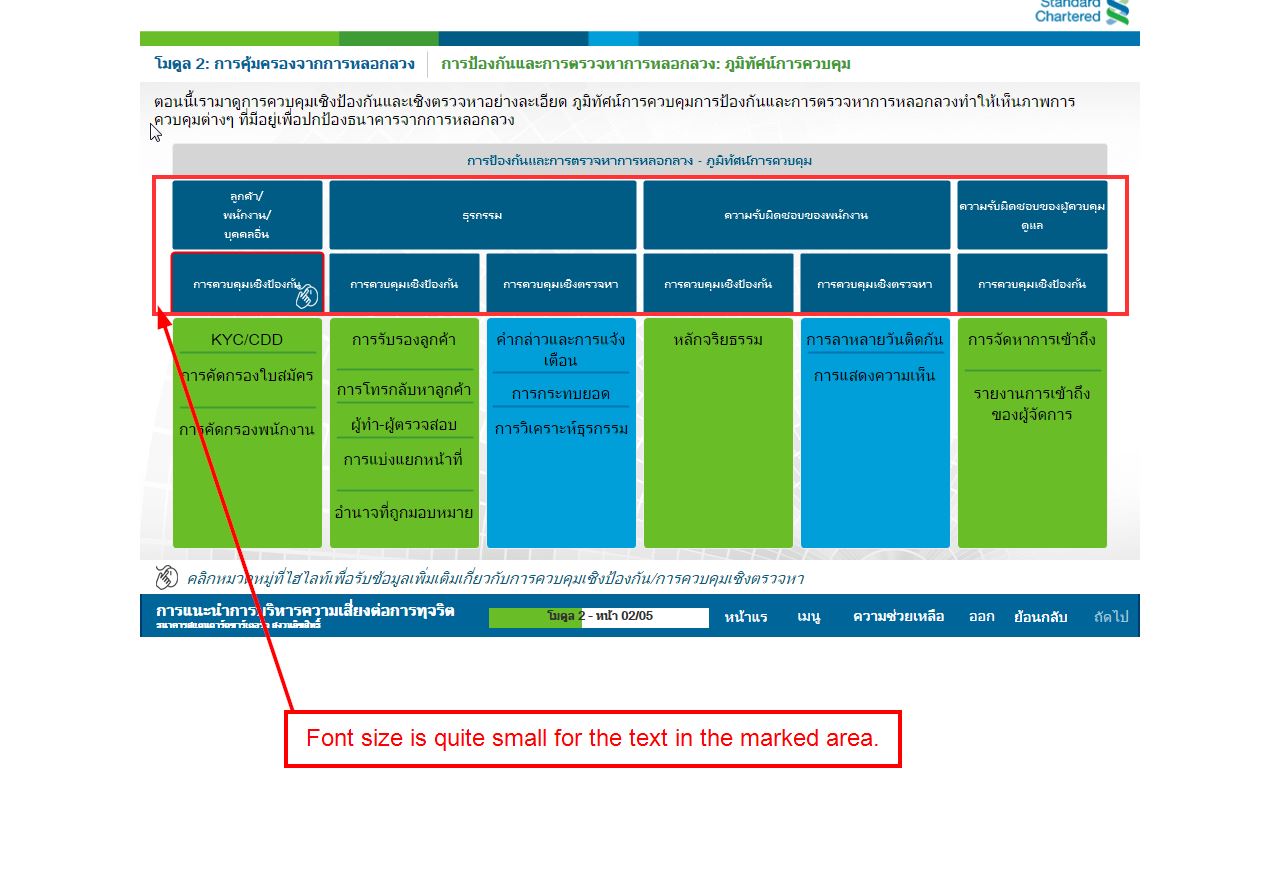 Standard
Chartered
โมดูล 2: การคุ้มครองจากการหลอกลวง
การป้องกันและการตรวจหาการหลอกลวง: ภูมิทัศน์การควบคุม
ตอนนี้เรามาดูการควบคุมเชิงป้องกันและเชิงตรวจหาอย่างละเอียด ภูมิทัศน์การควบคุมการป้องกันและการตรวจหาการหลอกลวงทำให้เห็นภาพการ
ควบคุมต่างๆ ที่มีอยู่เพื่อปกป้องธนาคารจากการหลอกลวง
การป้องกันและการตรวจหาการหลอกลวง - ภูมิทัศน์การควบคุม
ลูกค้า/
พนักงาน/
บุคคลอื่น
ธุรกรรม
ความรับผิดชอบของพนักงาน
ความรับผิดชอบของผู้ควบคุม
ดูแล
การควบคุมเชิงป้องกัน
การควบคุมเชิงป้องกัน
การควบคุมเชิงตรวจหา
การควบคุมเชิงป้องกัน
การควบคุมเชิงตรวจหา
การควบคุมเชิงป้องกัน
KYC/CDD
การคัดกรองใบสมัคร
การคัดกรองพนักงาน
การรับรองลูกค้า
การโทรกลับหาลูกค้า
ผู้ทำ-ผู้ตรวจสอบ
การแบ่งแยกหน้าที่
อำนาจที่ถูกมอบหมาย
คำกล่าวและการแจ้ง
เตือน
การกระทบยอด
การวิเคราะห์ธุรกรรม
หลักจริยธรรม
การลาหลายวันติดกัน
การแสดงความเห็น
การจัดหาการเข้าถึง
รายงานการเข้าถึง
ของผู้จัดการ
คลิกหมวดหมู่ที่ไฮไลท์เพื่อรับข้อมูลเพิ่มเติมเกี่ยวกับการควบคุมเชิงป้องกัน/การควบคุมเชิงตรวจหา
การแนะนำการบริหารความเสี่ยงต่อการทุจริต
โมดูล 2 - หน้า 02/05
หน้าแร
เมนู
ความช่วยเหลือ
ออก
ย้อนกลับ
ถัดไป
Font size is quite small for the text in the marked area.